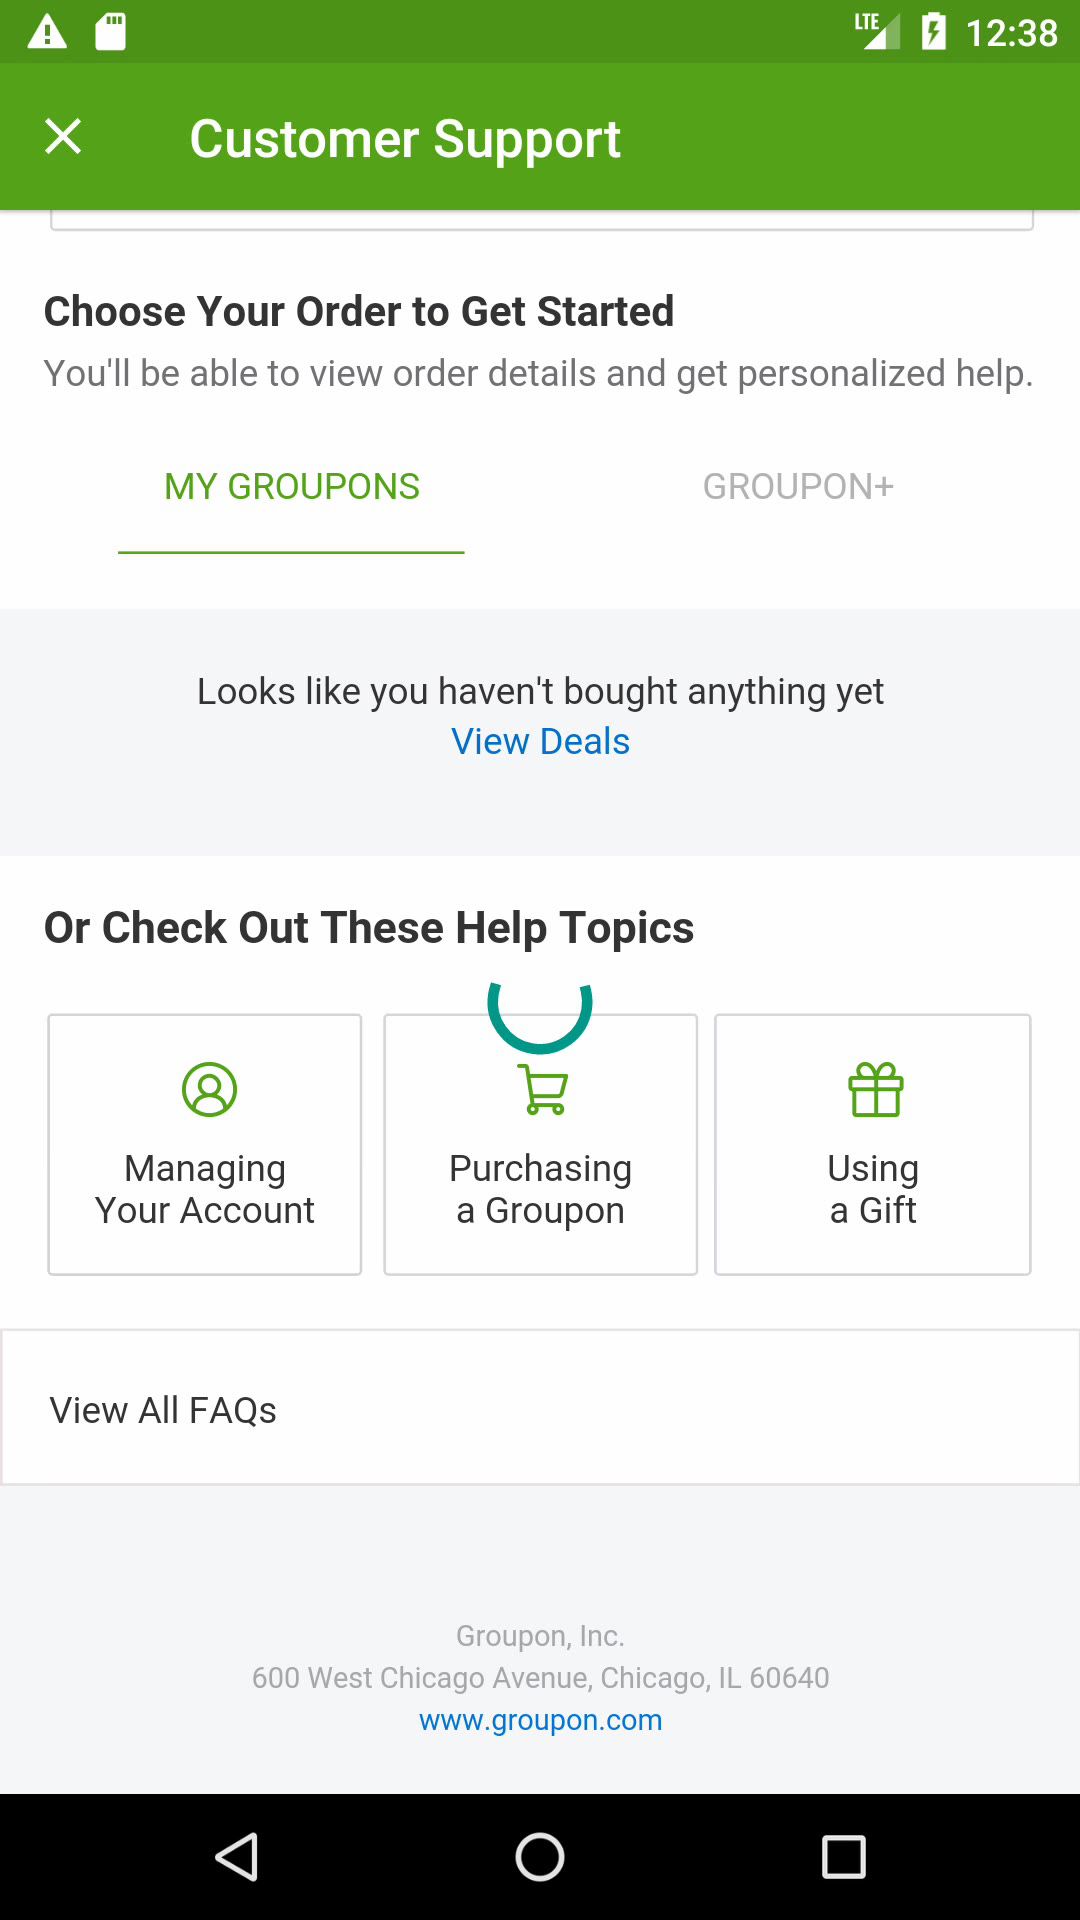 LTE 12:38
Customer Support
Choose Your Order to Get Started
You'll be able to view order details and get personalized help.
MY GROUPONS GROUPON+
Looks like you haven't bought anything yet
View Deals
Or Check Out These Help Topics
Managing
Your Account
Purchasing
a Groupon
Using
a Gift
View All FAQs
Groupon, Inc.
600 West Chicago Avenue, Chicago, IL 60640
www.groupon.com